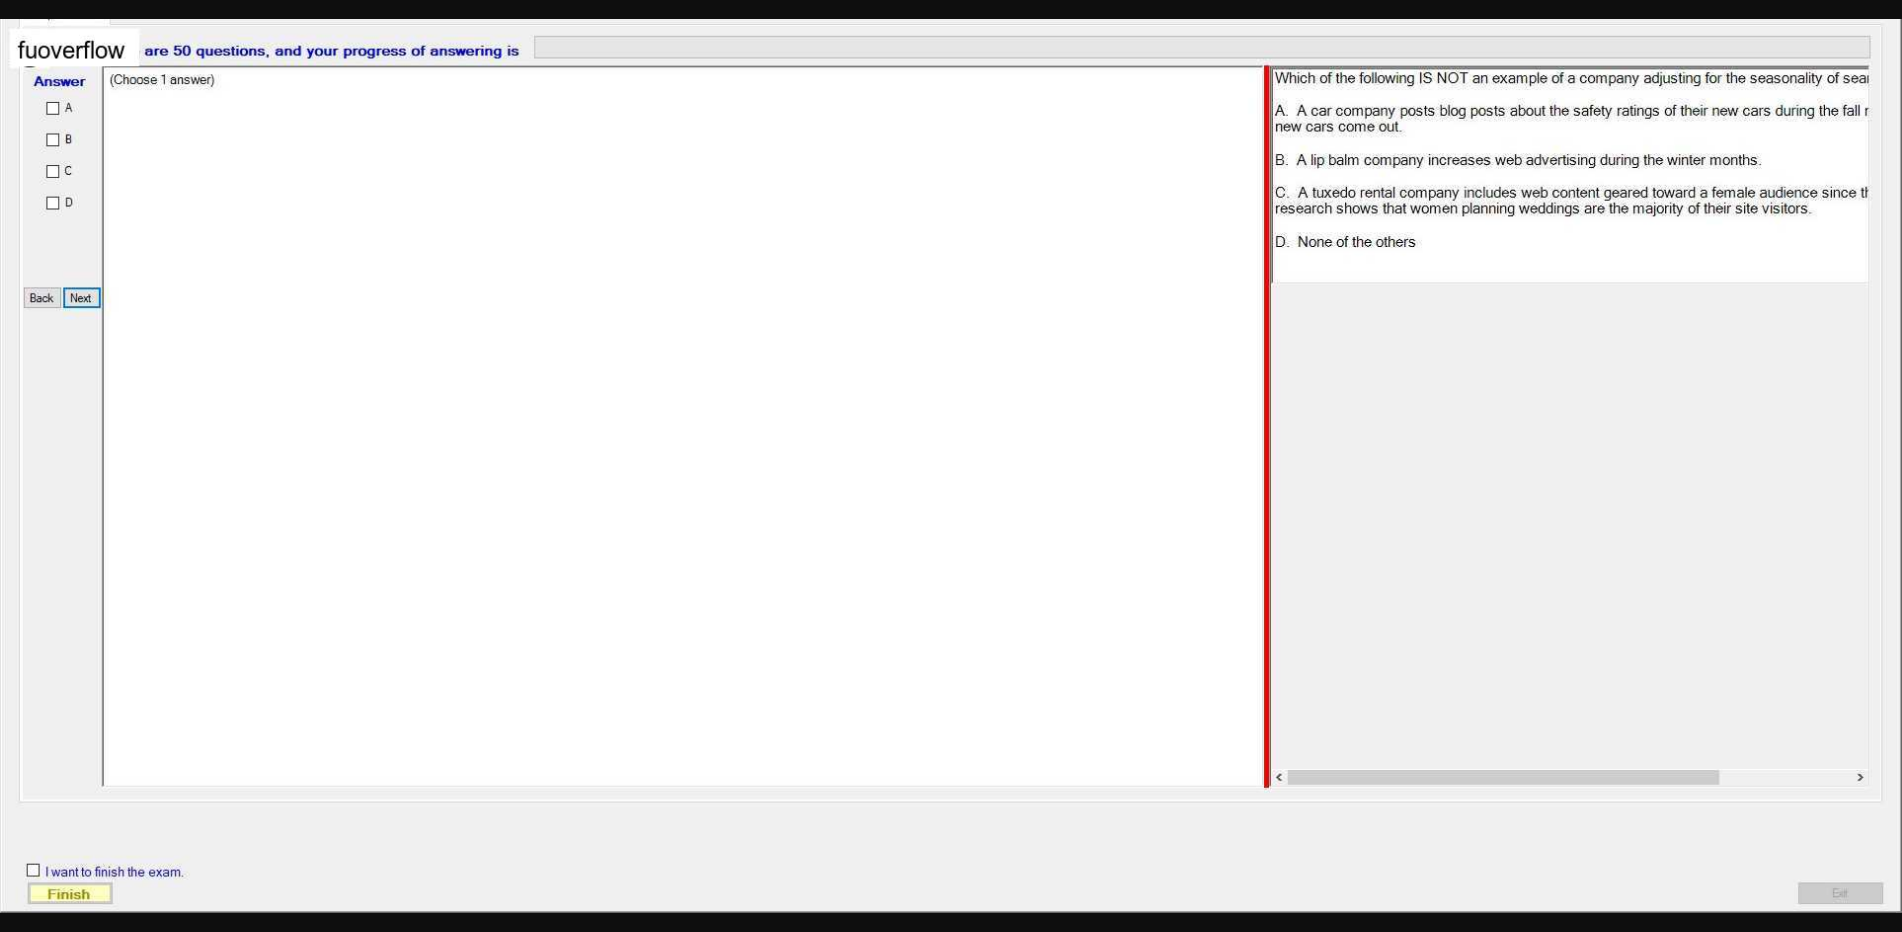 fuoverflow are 50 questions, and your progress of answering is
Answer
(Choose 1 answer)
A
B
C
D
Back Next
Which of the following IS NOT an example of a company adjusting for the seasonality of
A. A car company posts blog posts about the safety ratings of their new cars during the fall
new cars come out.
B. A lip balm company increases web advertising during the winter months.
C. A tuxedo rental company includes web content geared toward a female audience since
research shows that women planning weddings are the majority of their site visitors.
D. None of the others
I want to finish the exam.
Finish
Exit